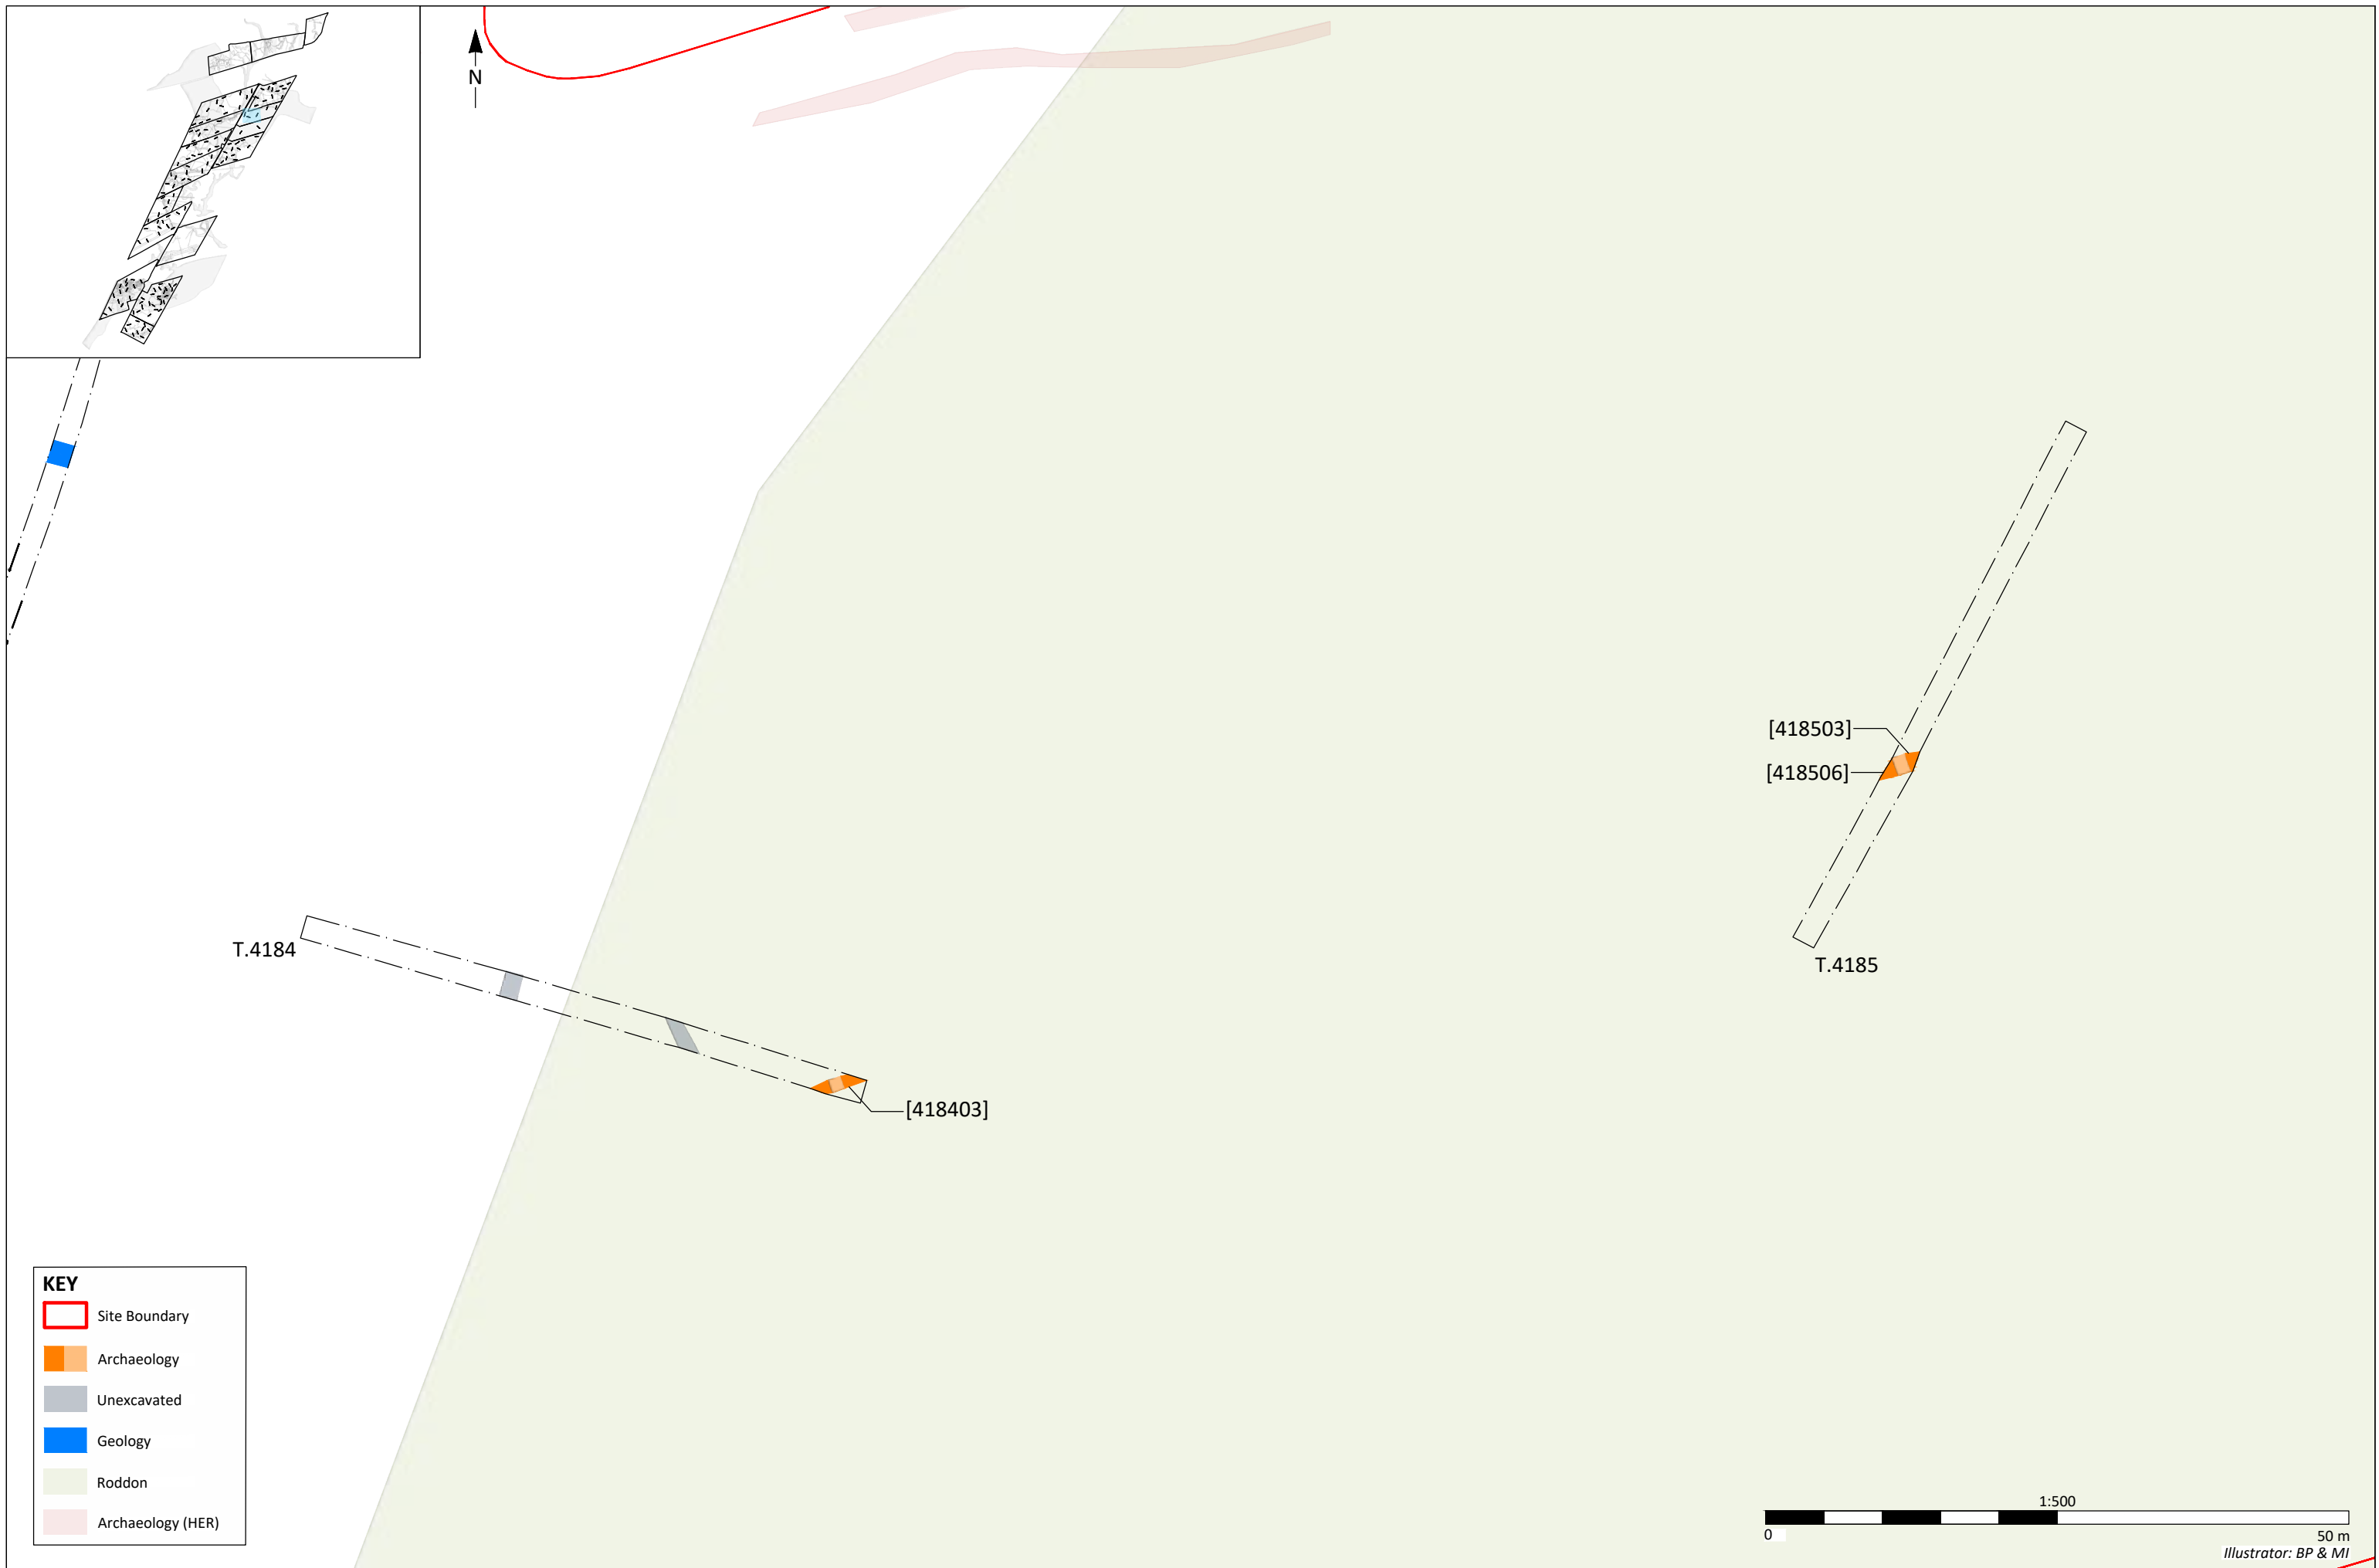 N
[418503]
[418506]
T.4184
T.4185
[418403]
KEY
Site Boundary
Archaeology
Unexcavated
Geology
Roddon
Archaeology (HER)
1:500
0 50 m
Illustrator: BP & MI